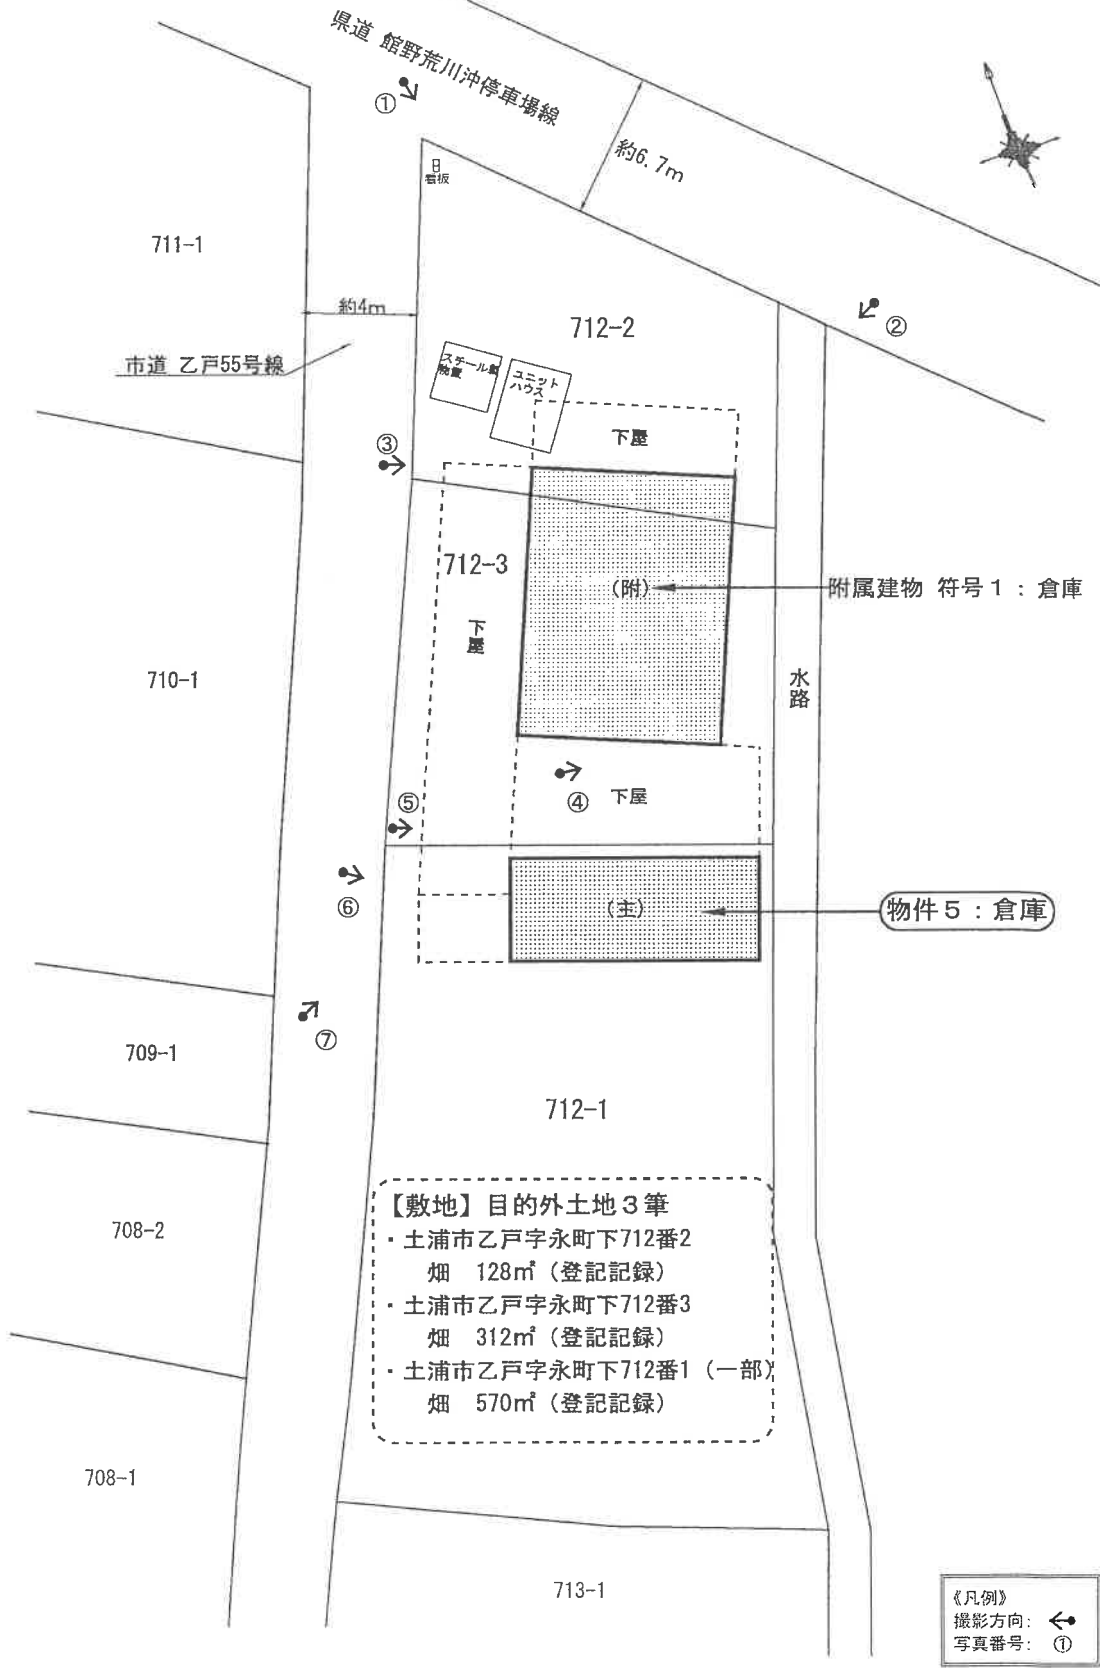 県道 館野荒川沖停車場線
①
約6.7m
看板
711-1
約4m
712-2
②
市道 乙戸55号線
スチール製
物置
ユニット
ハウス
下屋
③
712-3
(附)
附属建物 符号1：倉庫
下屋
710-1
水路
④
下屋
⑤
⑥
(主)
物件5：倉庫
⑦
709-1
712-1
【敷地】目的外土地3筆
・土浦市乙戸字永町下712番2
畑 128㎡（登記記録）
・土浦市乙戸字永町下712番3
畑 312㎡（登記記録）
・土浦市乙戸字永町下712番1（一部）
畑 570㎡（登記記録）
708-2
708-1
713-1
《凡例》
撮影方向：
写真番号： ①